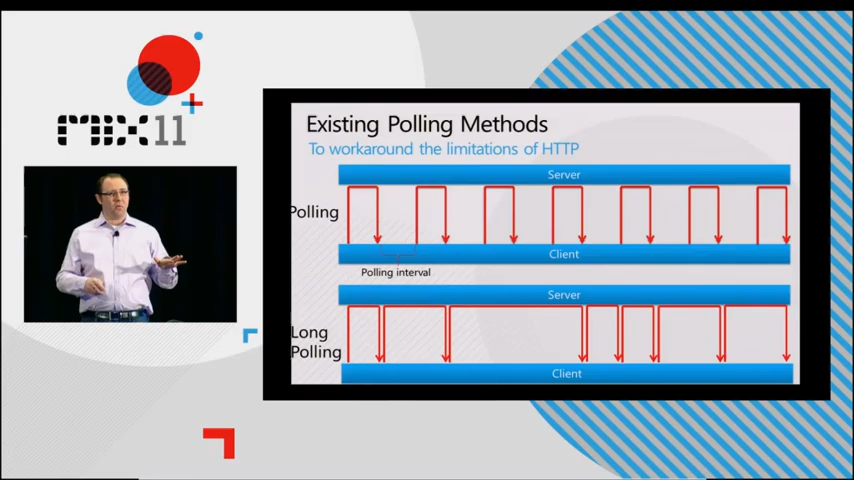 MIX11
Existing Polling Methods
To workaround the limitations of HTTP
Server
Polling
Client
Polling interval
Server
Long
Polling
Client